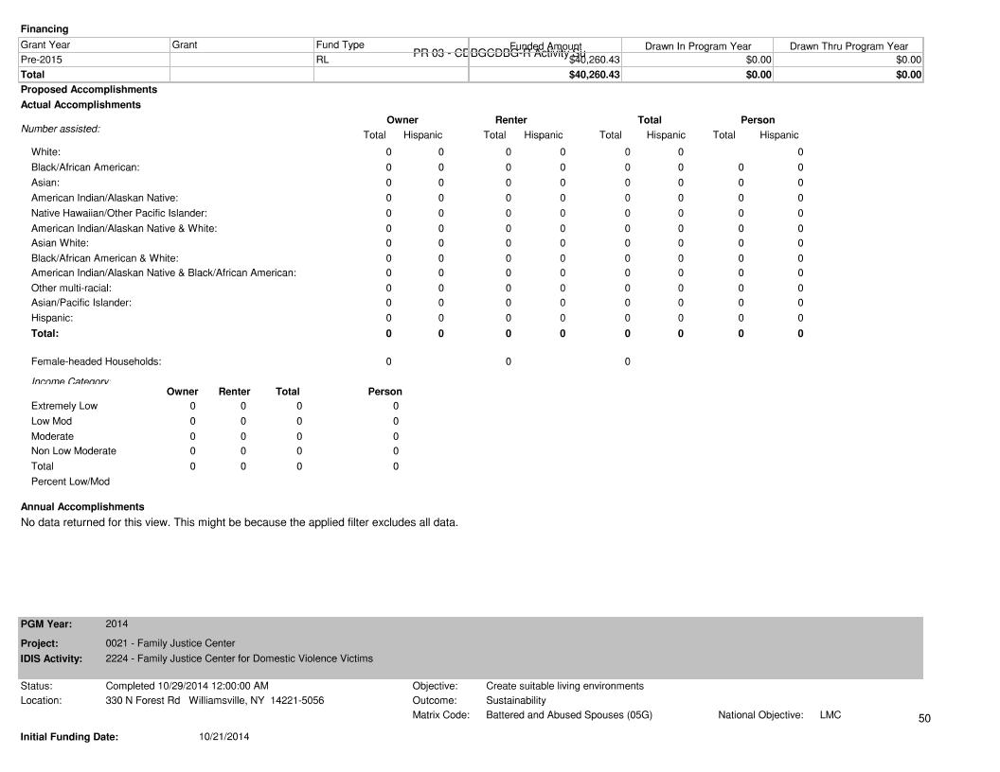 Financing
Grant Year Grant Fund Type Funded Amount Drawn In Program Year Drawn Thru Program Year
PR 03 - CDBGCDBG-R Activity Su
Pre-2015 RL $40,260.43 $0.00 $0.00
Total $40,260.43 $0.00 $0.00
Proposed Accomplishments
Actual Accomplishments
Number assisted: Owner Renter Total Person
Total Hispanic Total Hispanic Total Hispanic Total Hispanic
White: 0 0 0 0 0 0 0
Black/African American: 0 0 0 0 0 0 0 0
Asian: 0 0 0 0 0 0 0 0
American Indian/Alaskan Native: 0 0 0 0 0 0 0 0
Native Hawaiian/Other Pacific Islander: 0 0 0 0 0 0 0 0
American Indian/Alaskan Native & White: 0 0 0 0 0 0 0 0
Asian White: 0 0 0 0 0 0 0 0
Black/African American & White: 0 0 0 0 0 0 0 0
American Indian/Alaskan Native & Black/African American: 0 0 0 0 0 0 0 0
Other multi-racial: 0 0 0 0 0 0 0 0
Asian/Pacific Islander: 0 0 0 0 0 0 0 0
Hispanic: 0 0 0 0 0 0 0 0
Total: 0 0 0 0 0 0 0 0
Female-headed Households: 0 0 0
Income Category:
Owner Renter Total Person
Extremely Low 0 0 0 0
Low Mod 0 0 0 0
Moderate 0 0 0 0
Non Low Moderate 0 0 0 0
Total 0 0 0 0
Percent Low/Mod
Annual Accomplishments
No data returned for this view. This might be because the applied filter excludes all data.
PGM Year: 2014
Project: 0021 - Family Justice Center
IDIS Activity: 2224 - Family Justice Center for Domestic Violence Victims
Status: Completed 10/29/2014 12:00:00 AM Objective: Create suitable living environments
Location: 330 N Forest Rd Williamsville, NY 14221-5056 Outcome: Sustainability
Matrix Code: Battered and Abused Spouses (05G) National Objective: LMC
50
Initial Funding Date: 10/21/2014